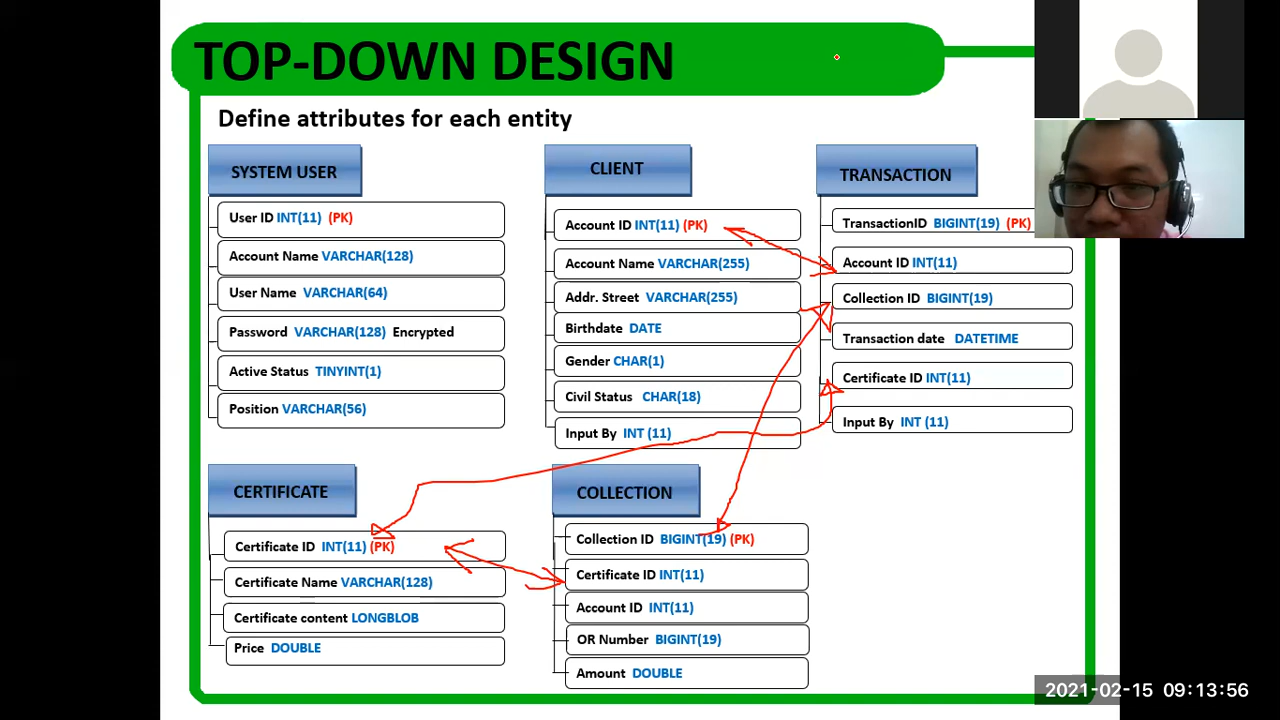 TOP-DOWN DESIGN
Define attributes for each entity
SYSTEM USER
User ID INT(11) (PK)
Account Name VARCHAR(128)
User Name VARCHAR(64)
Password VARCHAR(128) Encrypted
Active Status TINYINT(1)
Position VARCHAR(56)
CLIENT
Account ID INT(11) (PK)
Account Name VARCHAR(255)
Addr. Street VARCHAR(255)
Birthdate DATE
Gender CHAR(1)
Civil Status CHAR(18)
Input By INT (11)
TRANSACTION
TransactionID BIGINT(19) (PK)
Account ID INT(11)
Collection ID BIGINT(19)
Transaction date DATETIME
Certificate ID INT(11)
Input By INT (11)
CERTIFICATE
Certificate ID INT(11) (PK)
Certificate Name VARCHAR(128)
Certificate content LONGBLOB
Price DOUBLE
COLLECTION
Collection ID BIGINT(19) (PK)
Certificate ID INT(11)
Account ID INT(11)
OR Number BIGINT(19)
Amount DOUBLE
2021-02-15 09:13:56